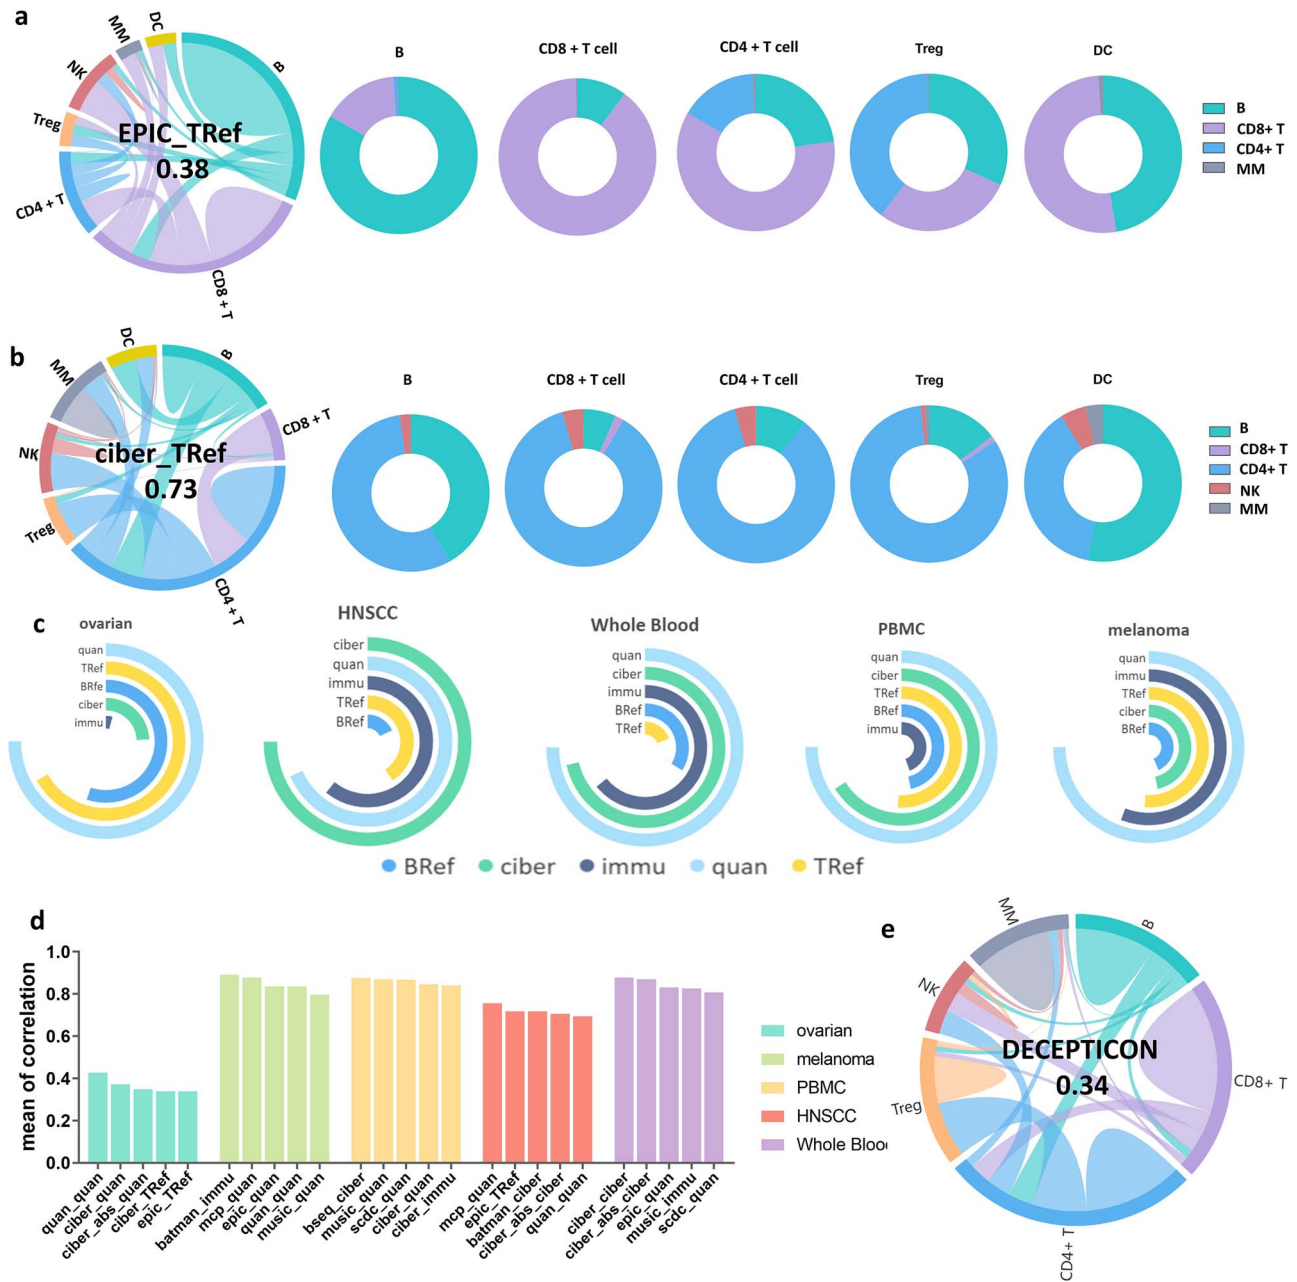 a
DC
MM
NK
Treg
CD4 + T
CD8 + T
B
EPIC_TRef
0.38
B
CD8 + T cell
CD4 + T cell
Treg
DC
B
CD8+ T
CD4+ T
MM
b
DC
MM
NK
Treg
CD4 + T
CD8 + T
B
ciber_TRef
0.73
B
CD8 + T cell
CD4 + T cell
Treg
DC
B
CD8+ T
CD4+ T
NK
MM
c
ovarian
quan
TRef
BRfe
ciber
immu
HNSCC
ciber
quan
immu
TRef
BRef
Whole Blood
quan
ciber
immu
BRef
TRef
PBMC
quan
ciber
TRef
BRef
immu
melanoma
quan
immu
TRef
ciber
BRef
BRef ciber immu quan TRef
d
mean of correlation
1.0
0.8
0.6
0.4
0.2
0.0
quan_quan
ciber_quan
ciber_abs_quan
ciber_TRef
epic_TRef
batman_immu
mcp_quan
epic_quan
quan_quan
music_quan
bseq_ciber
music_quan
scdc_quan
ciber_quan
ciber_immu
mcp_quan
epic_TRef
batman_ciber
ciber_abs_ciber
quan_quan
ciber_ciber
ciber_abs_ciber
epic_quan
music_immu
scdc_quan
ovarian
melanoma
PBMC
HNSCC
Whole Bloo
e
MM
NK
Treg
CD4+ T
CD8+ T
B
DECEPTICON
0.34